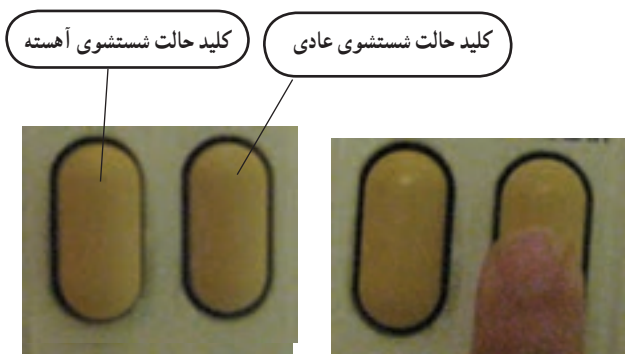 کلید حالت شستشوی عادی
کلید حالت شستشوی آهسته